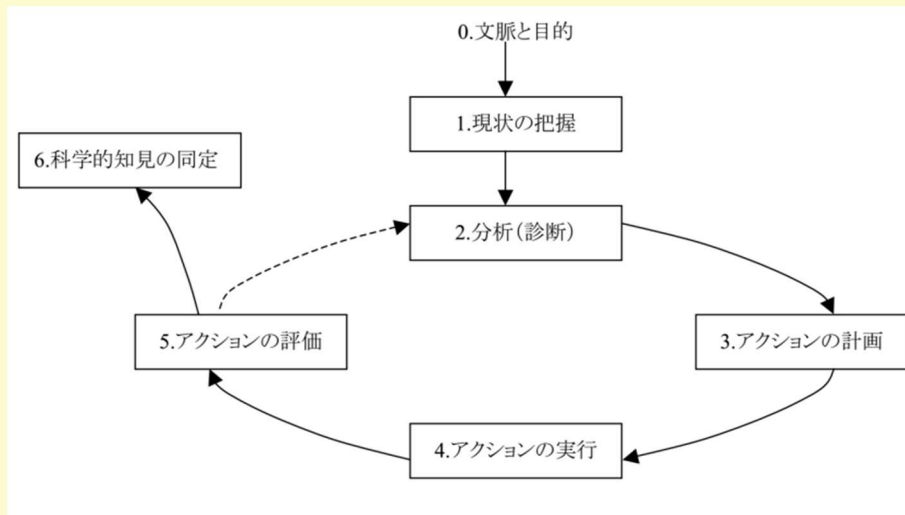 0.文脈と目的
1.現状の把握
6.科学的知見の同定
2.分析(診断)
5.アクションの評価
3.アクションの計画
4.アクションの実行